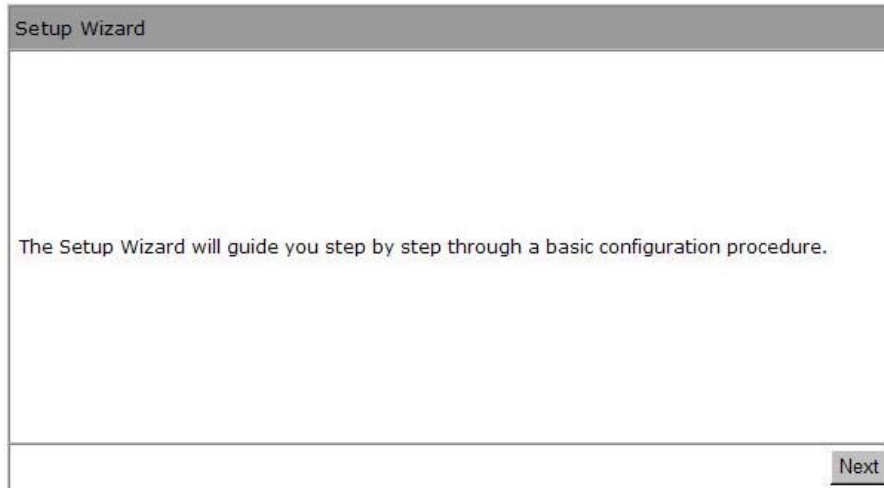 Setup Wizard
The Setup Wizard will guide you step by step through a basic configuration procedure.
Next